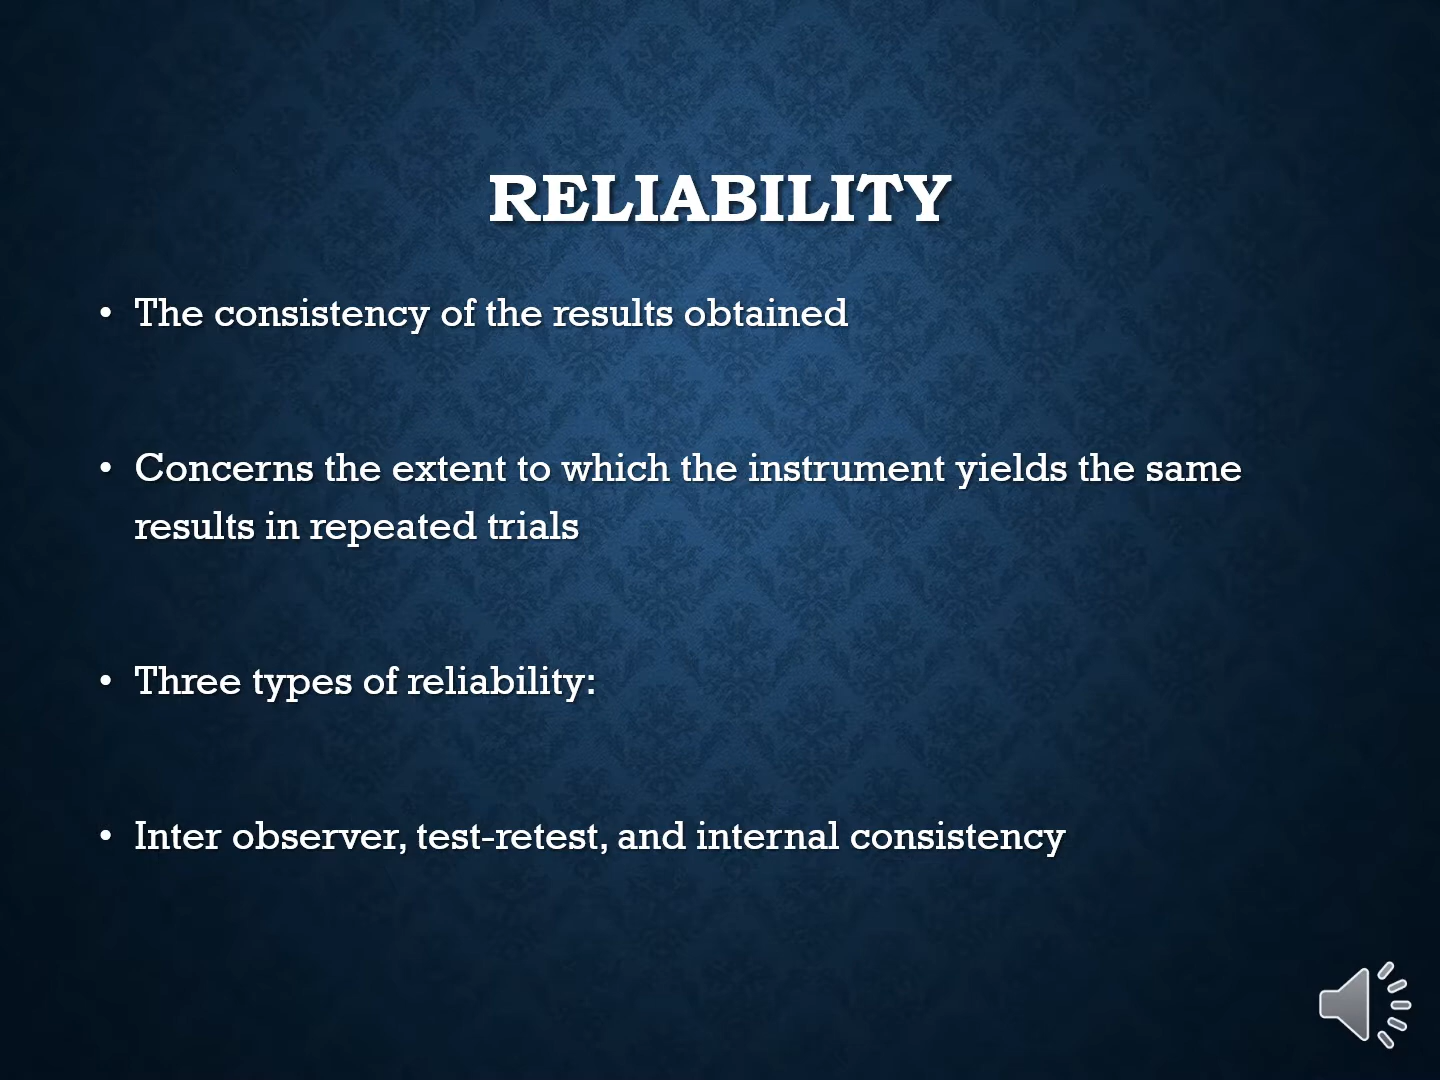 RELIABILITY
• The consistency of the results obtained
• Concerns the extent to which the instrument yields the same
results in repeated trials
• Three types of reliability:
• Inter observer, test-retest, and internal consistency